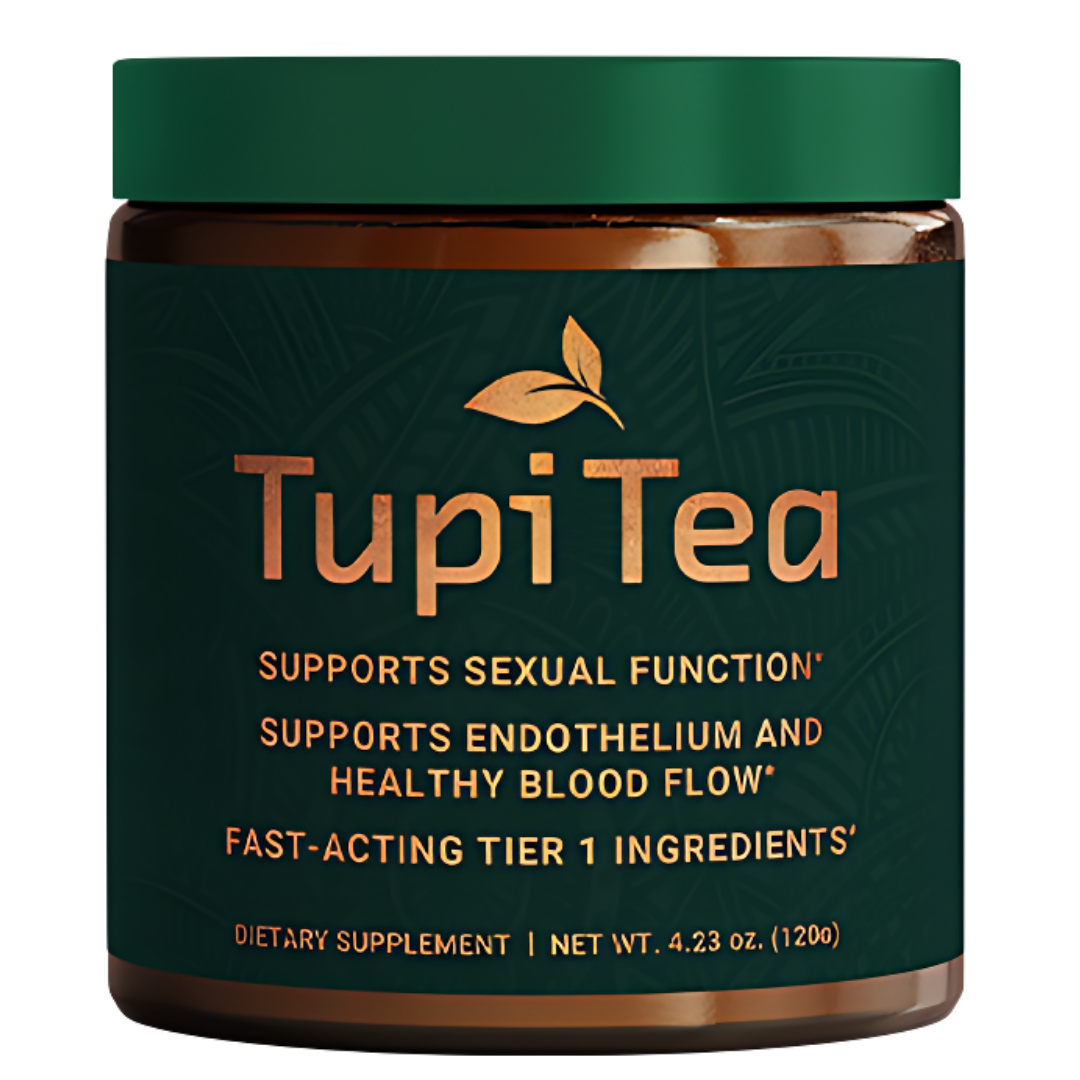 Tupi Tea
SUPPORTS SEXUAL FUNCTION*
SUPPORTS ENDOTHELIUM AND
HEALTHY BLOOD FLOW*
FAST-ACTING TIER 1 INGREDIENTS*
DIETARY SUPPLEMENT | NET WT. 4.23 oz. (120g)